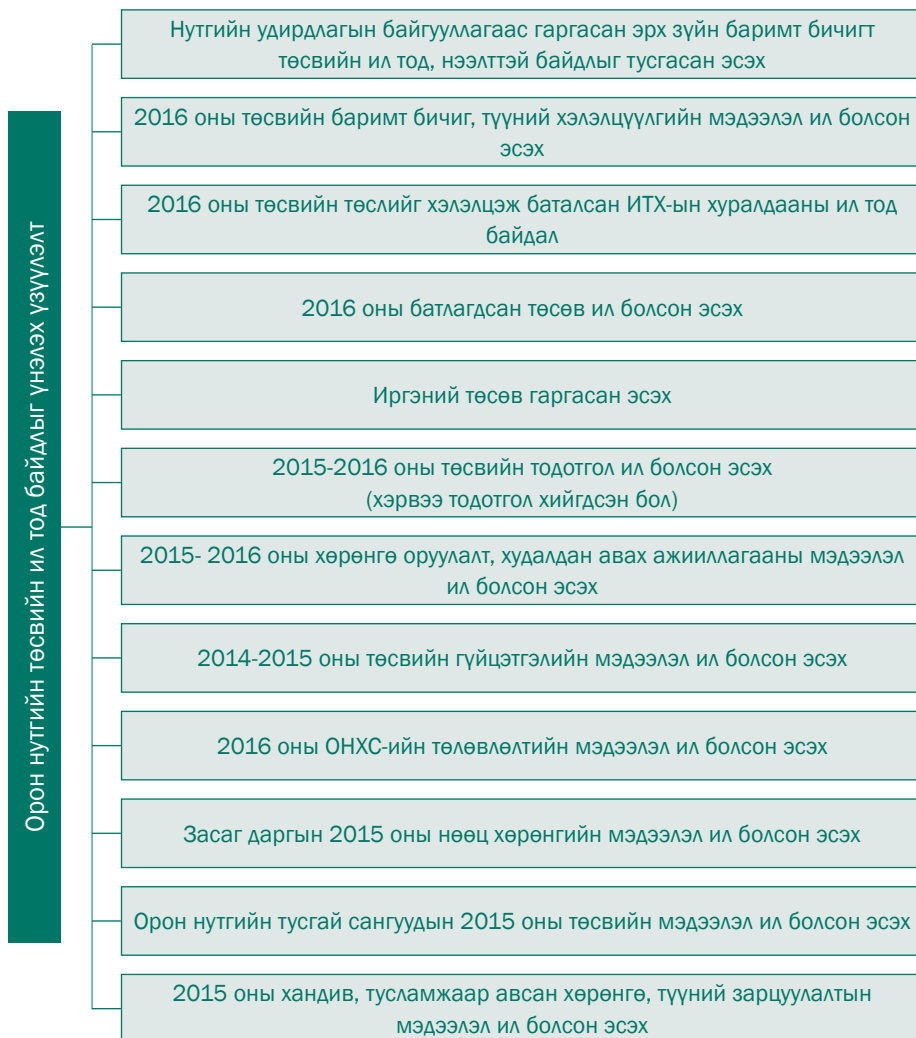 Орон нутгийн төсвийн ил тод байдлыг үнэлэх үзүүлэлт
Нутгийн удирдлагын байгууллагаас гаргасан эрх зүйн баримт бичигт
төсвийн ил тод, нээлттэй байдлыг тусгасан эсэх
2016 оны төсвийн баримт бичиг, түүний хэлэлцүүлгийн мэдээлэл ил болсон
эсэх
2016 оны төсвийн төслийг хэлэлцэж баталсан ИТХ-ын хуралдааны ил тод
байдал
2016 оны батлагдсан төсөв ил болсон эсэх
Иргэний төсөв гаргасан эсэх
2015-2016 оны төсвийн тодотгол ил болсон эсэх
(хэрвээ тодотгол хийгдсэн бол)
2015- 2016 оны хөрөнгө оруулалт, худалдан авах ажииллагааны мэдээлэл
ил болсон эсэх
2014-2015 оны төсвийн гүйцэтгэлийн мэдээлэл ил болсон эсэх
2016 оны ОНХС-ийн төлөвлөлтийн мэдээлэл ил болсон эсэх
Засаг даргын 2015 оны нөөц хөрөнгийн мэдээлэл ил болсон эсэх
Орон нутгийн тусгай сангуудын 2015 оны төсвийн мэдээлэл ил болсон эсэх
2015 оны хандив, тусламжаар авсан хөрөнгө, түүний зарцуулалтын
мэдээлэл ил болсон эсэх